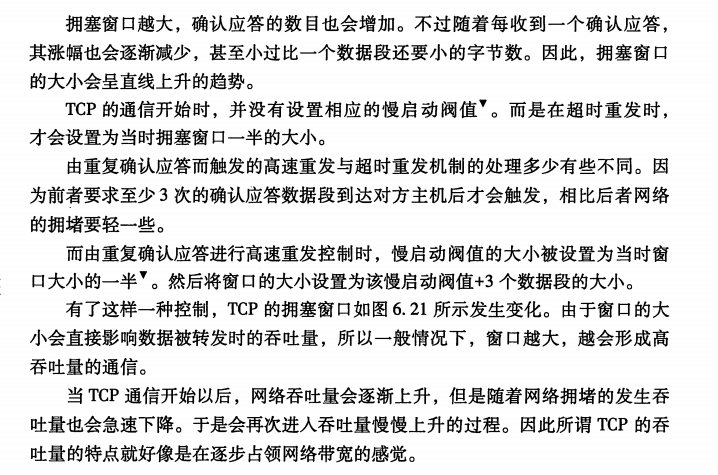 拥塞窗口越大，确认应答的数目也会增加。不过随着每收到一个确认应答，
其涨幅也会逐渐减少，甚至小过比一个数据段还要小的字节数。因此，拥塞窗口
的大小会呈直线上升的趋势。
TCP 的通信开始时，并没有设置相应的慢启动阀值▼。而是在超时重发时，
才会设置为当时拥塞窗口一半的大小。
由重复确认应答而触发的高速重发与超时重发机制的处理多少有些不同。因
为前者要求至少 3 次的确认应答数据段到达对方主机后才会触发，相比后者网络
的拥堵要轻一些。
而由重复确认应答进行高速重发控制时，慢启动阀值的大小被设置为当时窗
口大小的一半▼。然后将窗口的大小设置为该慢启动阀值+3 个数据段的大小。
有了这样一种控制，TCP 的拥塞窗口如图 6.21 所示发生变化。由于窗口的大
小会直接影响数据被转发时的吞吐量，所以一般情况下，窗口越大，越会形成高
吞吐量的通信。
当 TCP 通信开始以后，网络吞吐量会逐渐上升，但是随着网络拥堵的发生吞
吐量也会急速下降。于是会再次进入吞吐量慢慢上升的过程。因此所谓 TCP 的吞
吐量的特点就好像是在逐步占领网络带宽的感觉。